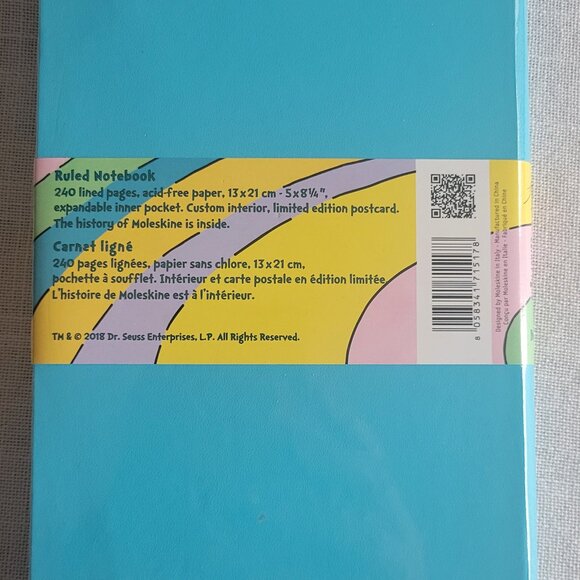 Ruled Notebook
240 lined pages, acid-free paper, 13 x 21 cm - 5 x 8 ¼",
expandable inner pocket. Custom interior, limited edition postcard.
The history of Moleskine is inside.
Carnet ligné
240 pages lignées, papier sans chlore, 13 x 21 cm,
pochette à soufflet. Intérieur et carte postale en édition limitée.
L'histoire de Moleskine est à l'intérieur.
TM & © 2018 Dr. Seuss Enterprises, L.P. All Rights Reserved.
8 058341 715178
Designed by Moleskine in Italy - Manufactured in China
Conçu par Moleskine en Italie - Fabriqué en Chine